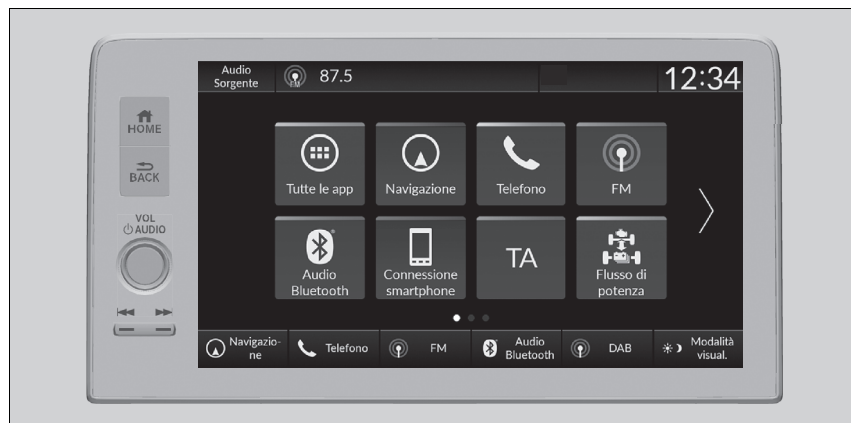 Audio
Sorgente
FM
87.5
12:34
HOME
BACK
VOL
AUDIO
Tutte le app
Navigazione
Telefono
FM
Audio
Bluetooth
Connessione
smartphone
TA
Flusso di
potenza
Navigazio-
ne
Telefono
FM
Audio
Bluetooth
DAB
Modalità
visual.